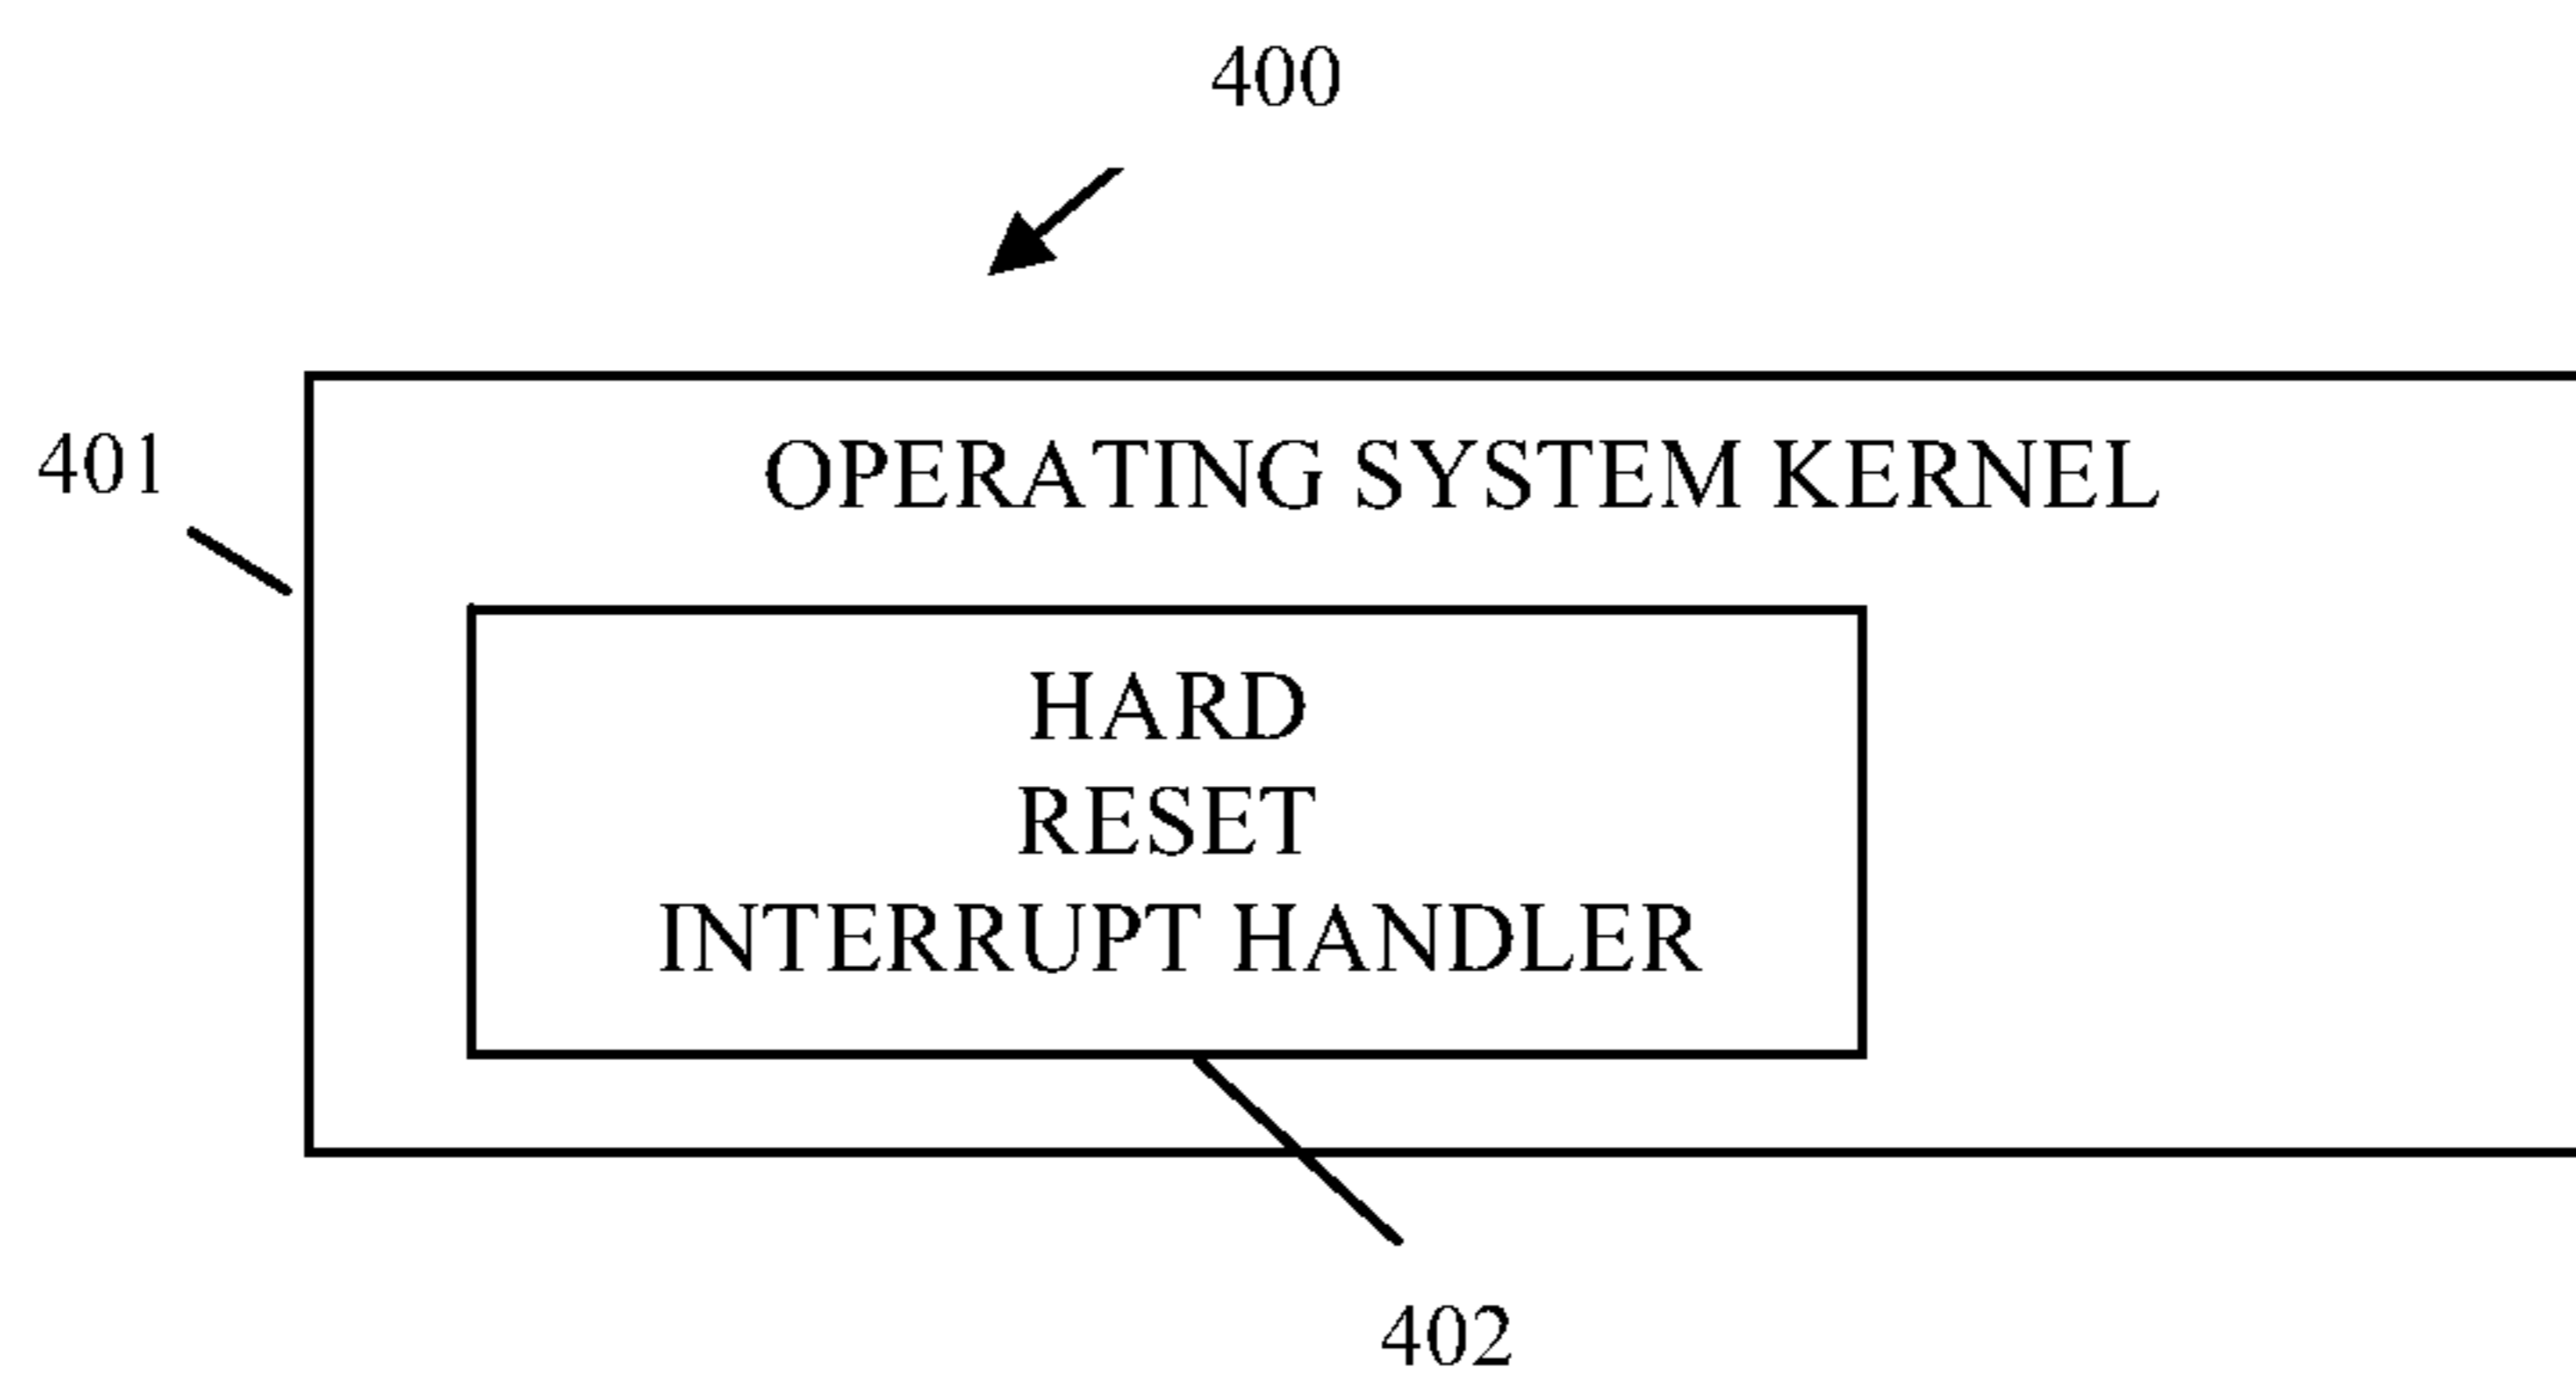 400
401
OPERATING SYSTEM KERNEL
HARD
RESET
INTERRUPT HANDLER
402